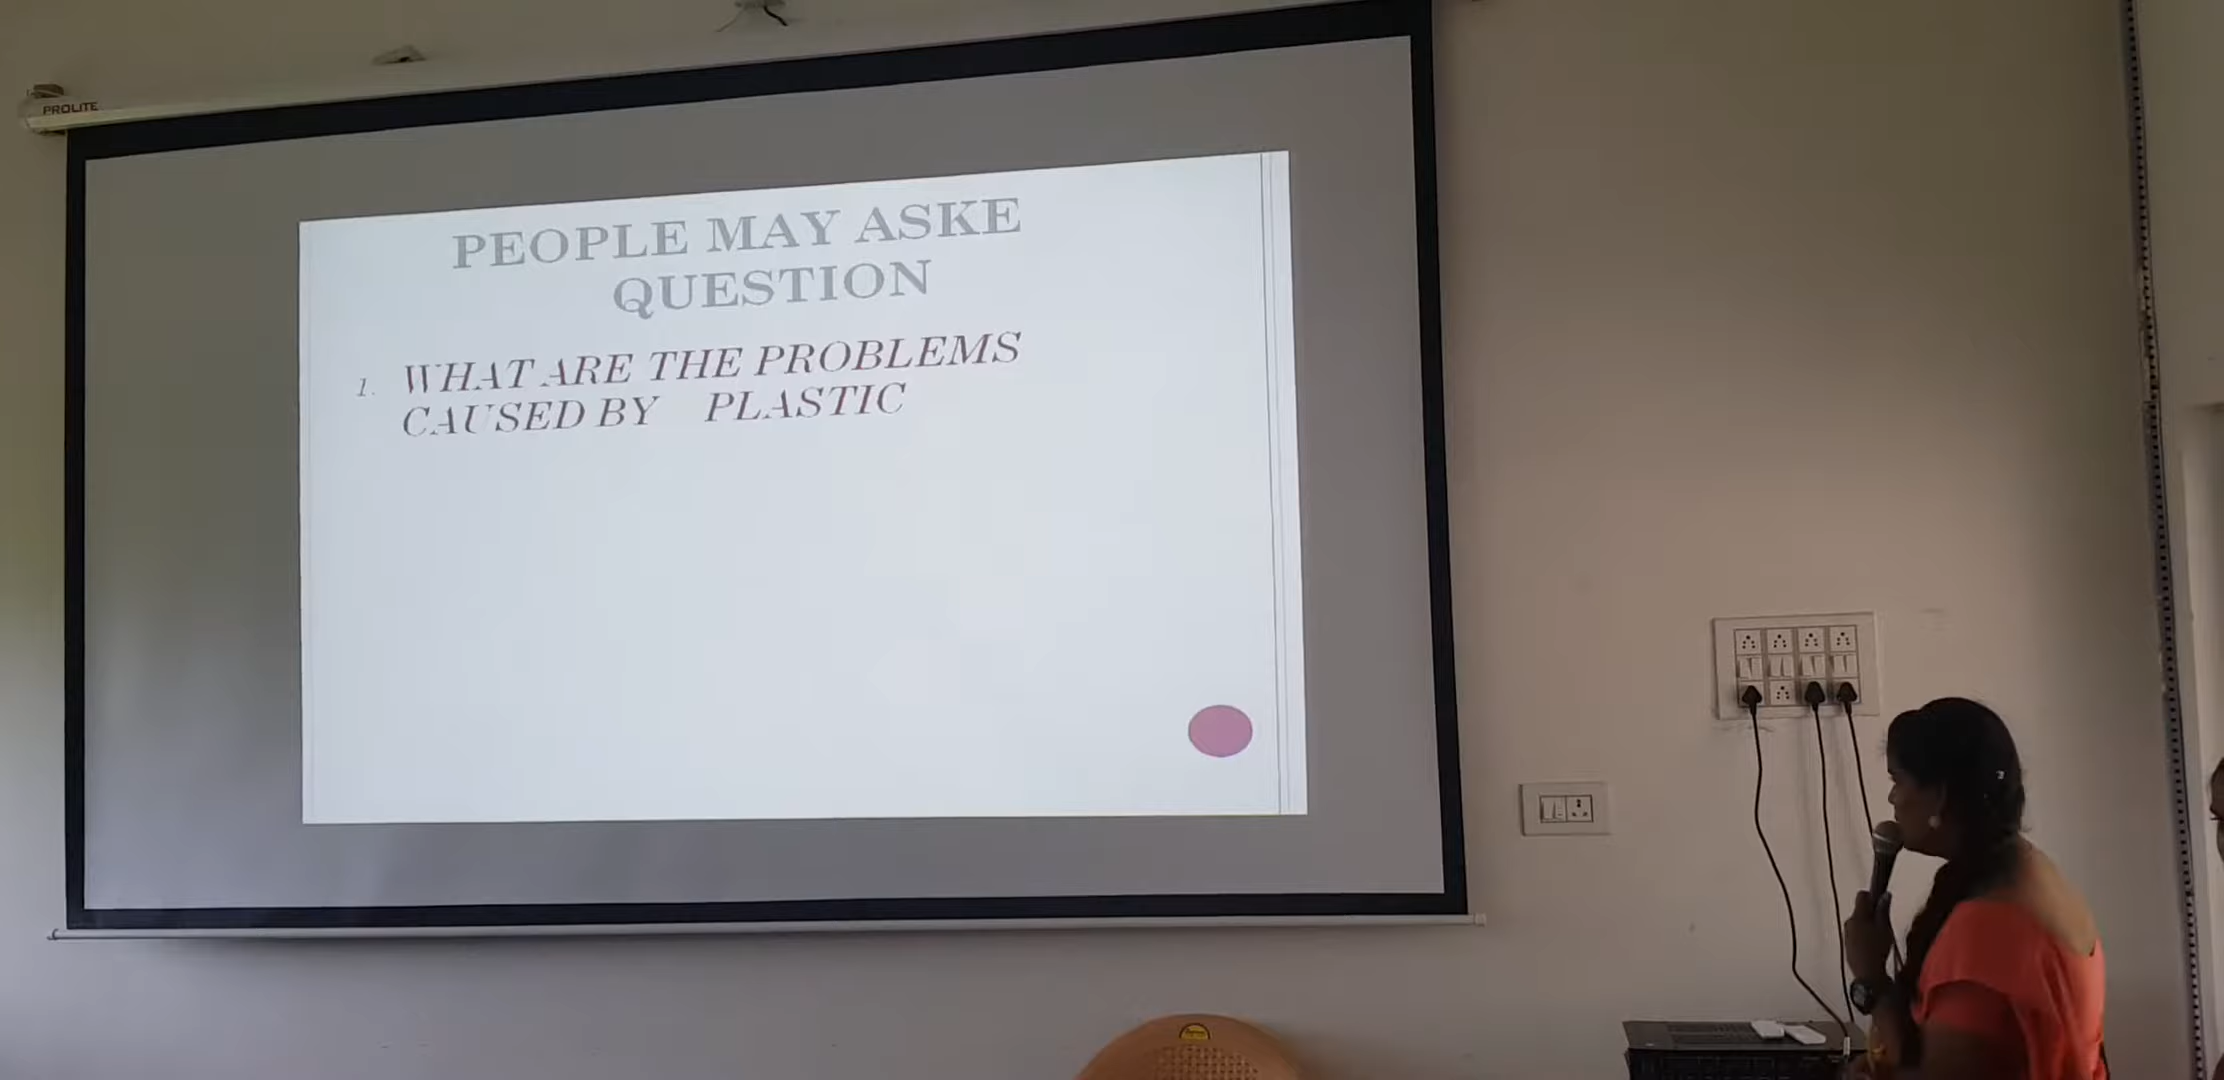 PROLITE
PEOPLE MAY ASKE
QUESTION
1. WHAT ARE THE PROBLEMS
CAUSED BY PLASTIC